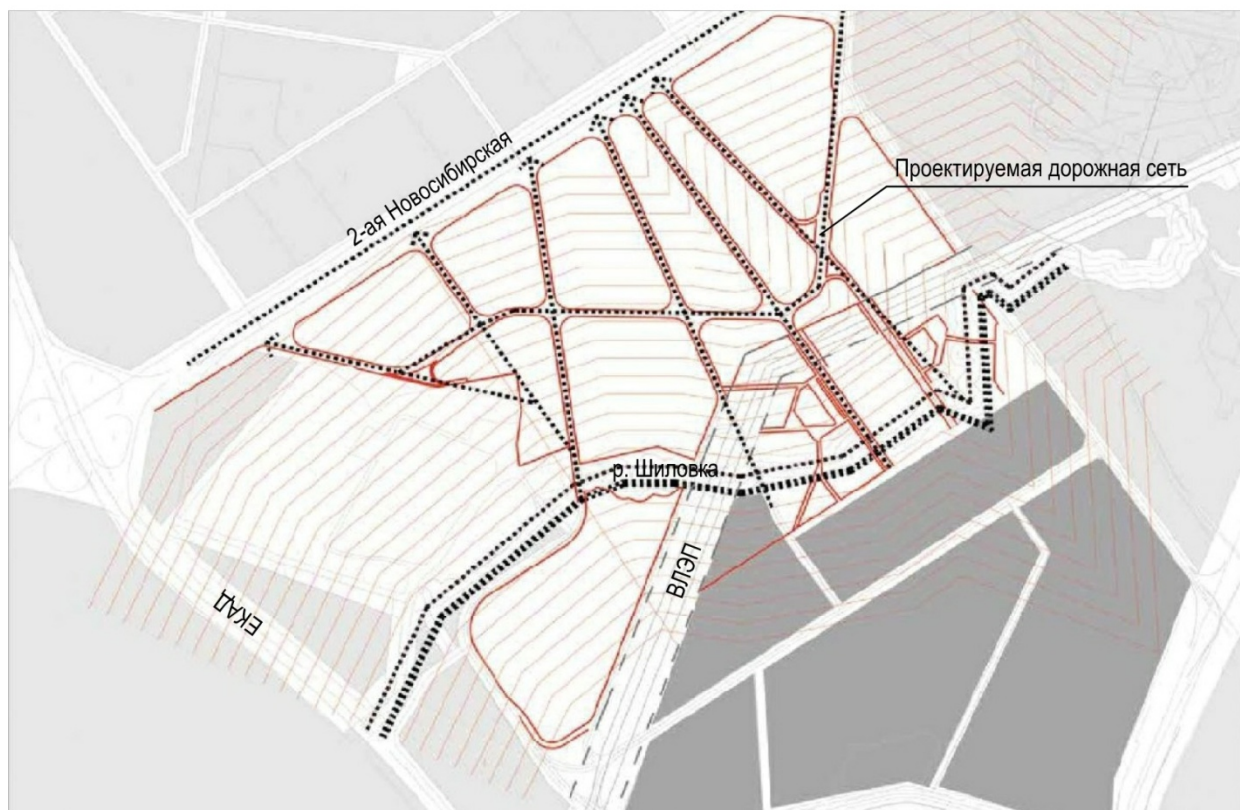 2-ая Новосибирская
Проектируемая дорожная сеть
р. Шиловка
ВЛЭП
ЕКАД